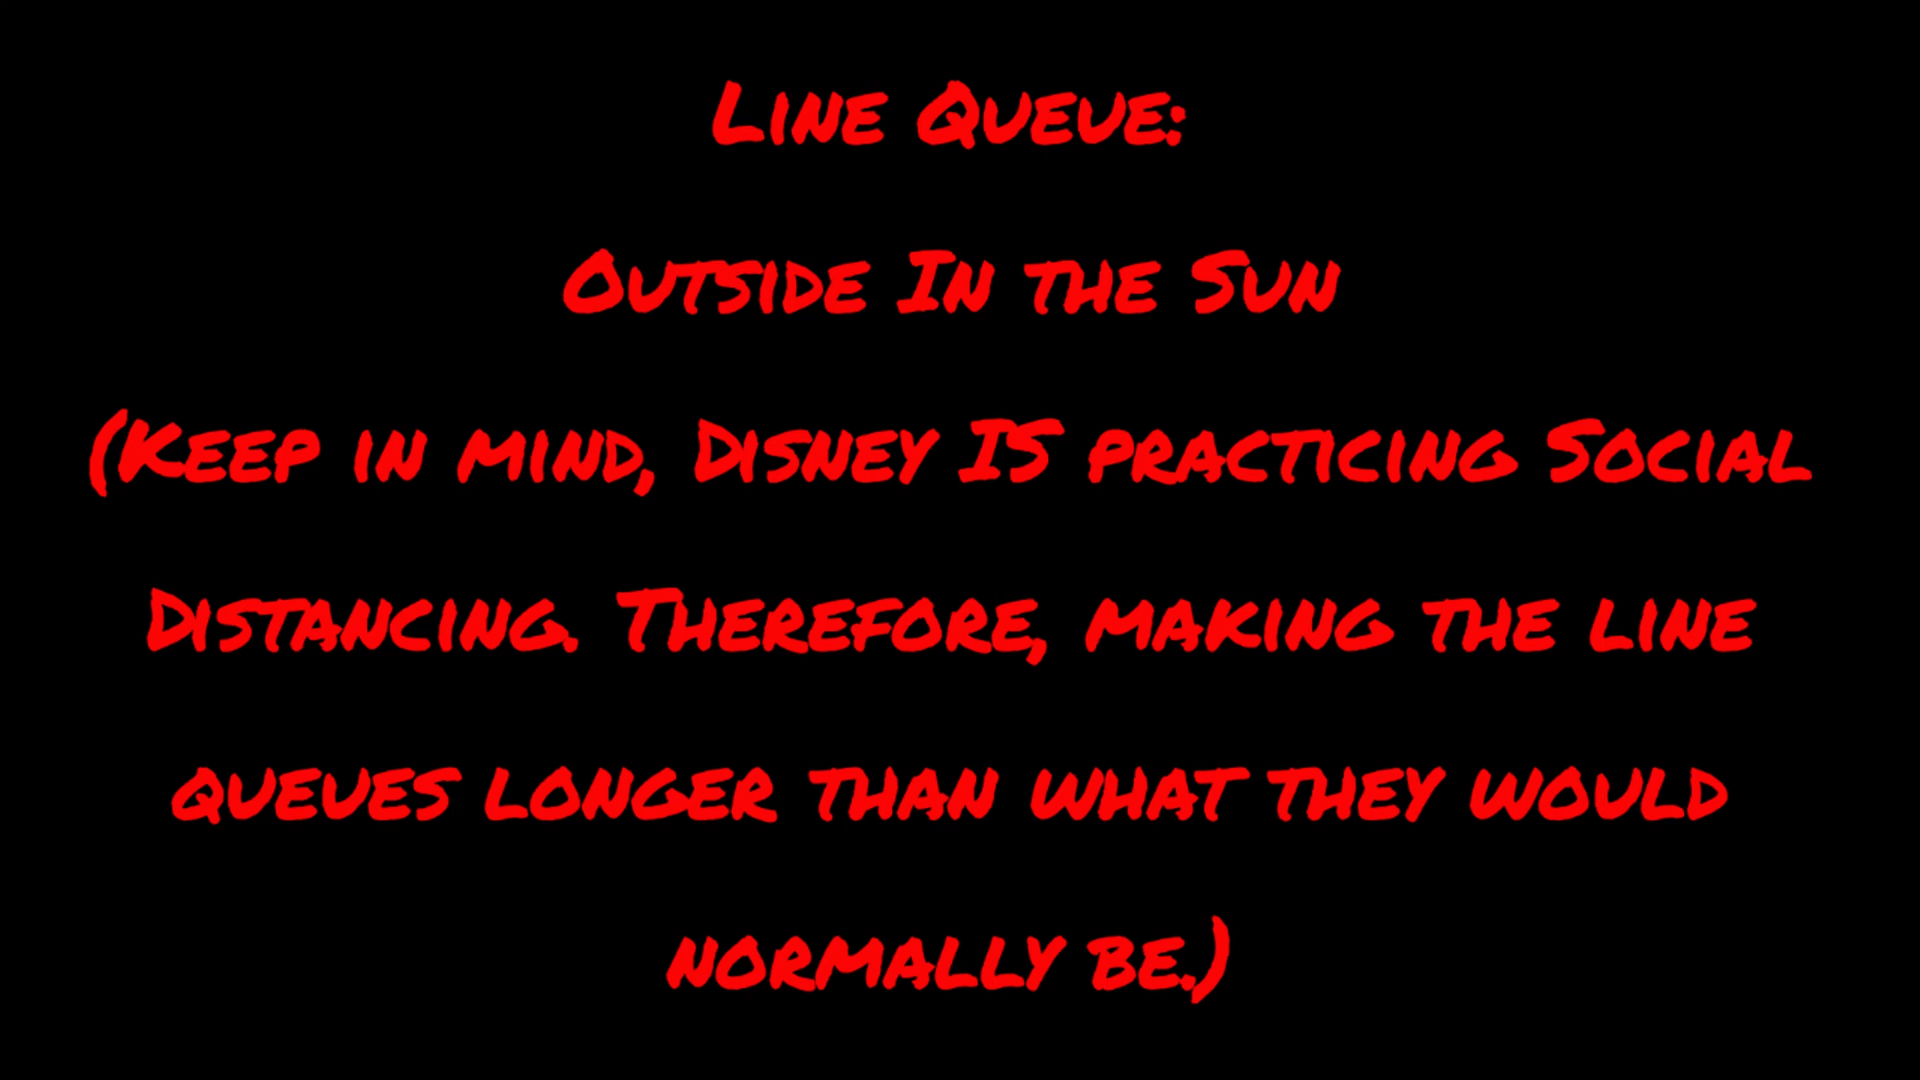 Line Queue:
Outside In the Sun
(Keep in mind, Disney IS practicing Social
Distancing. Therefore, making the line
queues longer than what they would
normally be.)